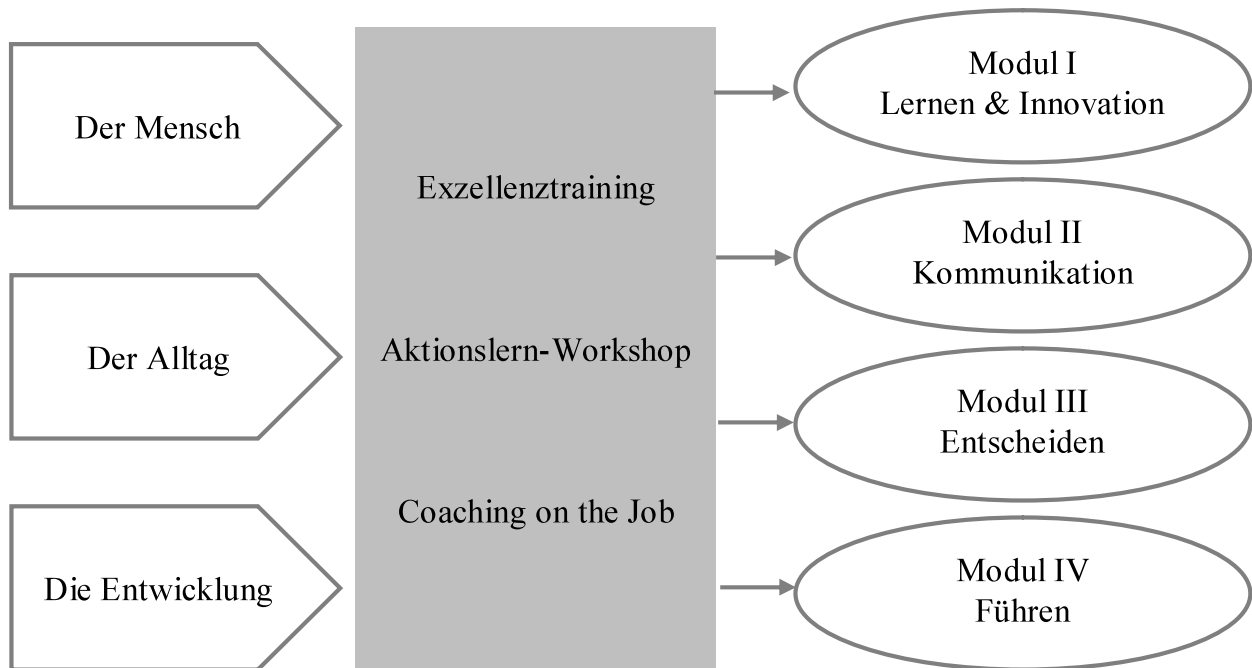 Der Mensch
Der Alltag
Die Entwicklung
Exzellenztraining
Aktionslern-Workshop
Coaching on the Job
Modul I
Lernen & Innovation
Modul II
Kommunikation
Modul III
Entscheiden
Modul IV
Führen